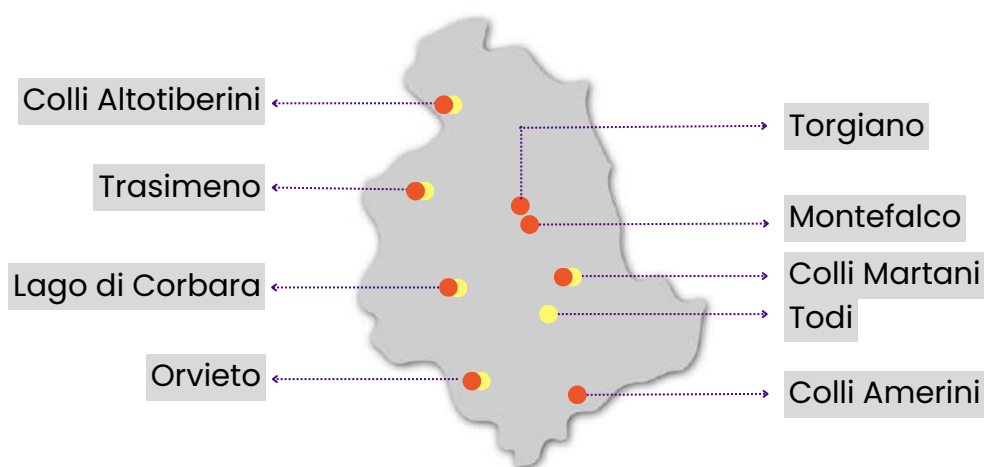 Colli Altotiberini
Trasimeno
Lago di Corbara
Orvieto
Torgiano
Montefalco
Colli Martani
Todi
Colli Amerini